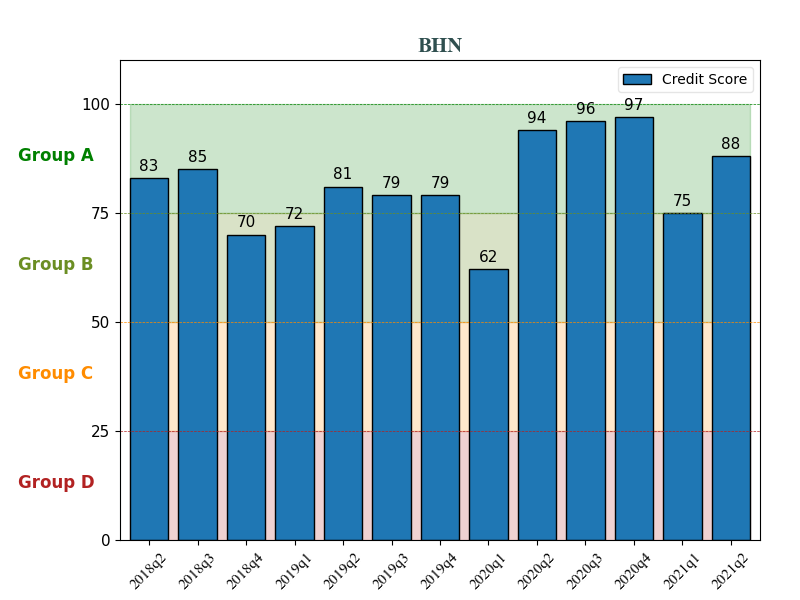 BHN
Credit Score
100
75
50
25
0
Group A
Group B
Group C
Group D
83
85
70
72
81
79
79
62
94
96
97
75
88
2018q2
2018q3
2018q4
2019q1
2019q2
2019q3
2019q4
2020q1
2020q2
2020q3
2020q4
2021q1
2021q2